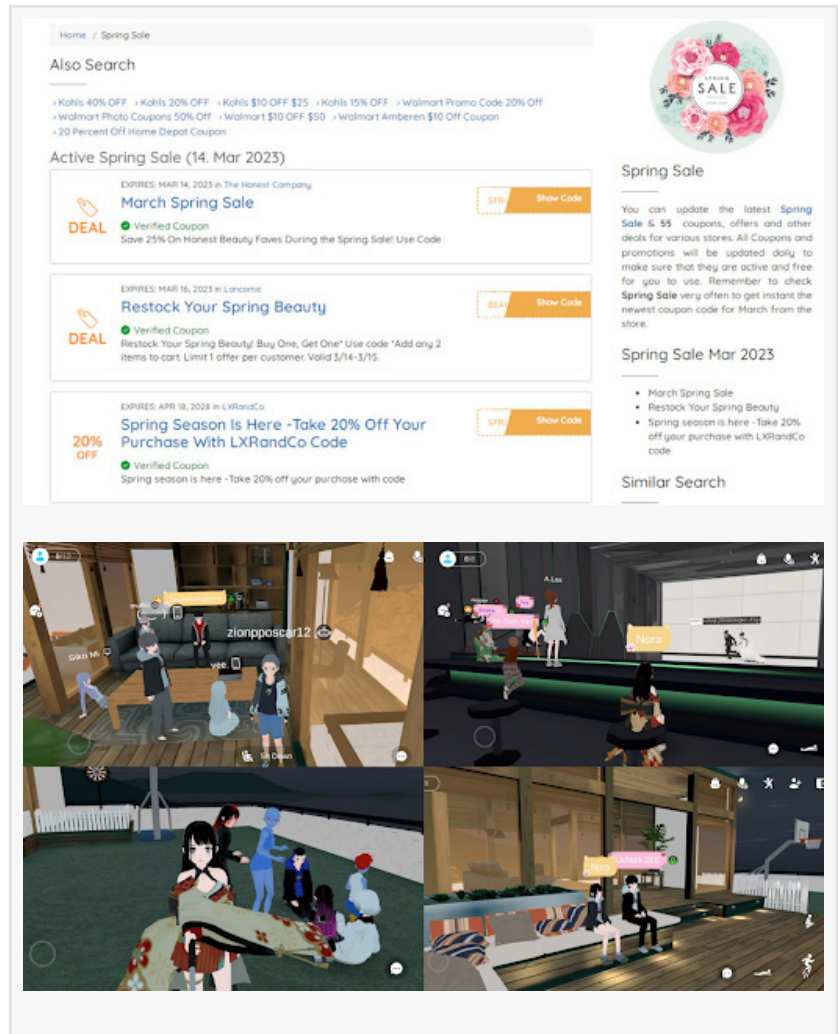 Home / Spring Sale
Also Search
› Kohls 40% OFF › Kohls 20% OFF › Kohls $10 OFF $25 › Kohls 15% OFF › Walmart Promo Code 20% Off
› Walmart Photo Coupons 50% Off › Walmart $10 OFF $50 › Walmart Amberen $10 Off Coupon
› 20 Percent Off Home Depot Coupon
Active Spring Sale (14. Mar 2023)
EXPIRES: MAR 14, 2023 in The Honest Company
March Spring Sale
DEAL
Verified Coupon
Save 25% On Honest Beauty Faves During the Spring Sale! Use Code
SPRI
Show Code
EXPIRES: MAR 16, 2023 in Lancome
Restock Your Spring Beauty
DEAL
Verified Coupon
Restock Your Spring Beauty! Buy One, Get One* Use code *Add any 2
items to cart. Limit 1 offer per customer. Valid 3/14-3/15.
DEAL
Show Code
EXPIRES: APR 18, 2028 in LXRandCo
Spring Season Is Here -Take 20% Off Your
Purchase With LXRandCo Code
20%
OFF
Verified Coupon
Spring season is here -Take 20% off your purchase with code
SPRI
Show Code
SPRING
SALE
Spring Sale
You can update the latest Spring
Sale & 55 coupons, offers and other
deals for various stores. All Coupons and
promotions will be updated daily to
make sure that they are active and free
for you to use. Remember to check
Spring Sale very often to get instant the
newest coupon code for March from the
store.
Spring Sale Mar 2023
• March Spring Sale
• Restock Your Spring Beauty
• Spring season is here -Take 20%
off your purchase with LXRandCo
code
Similar Search
zionpposcar12
Silko Mi
yee
Sit Down
A.Lex
Nora
Nora
KARMA ZEE